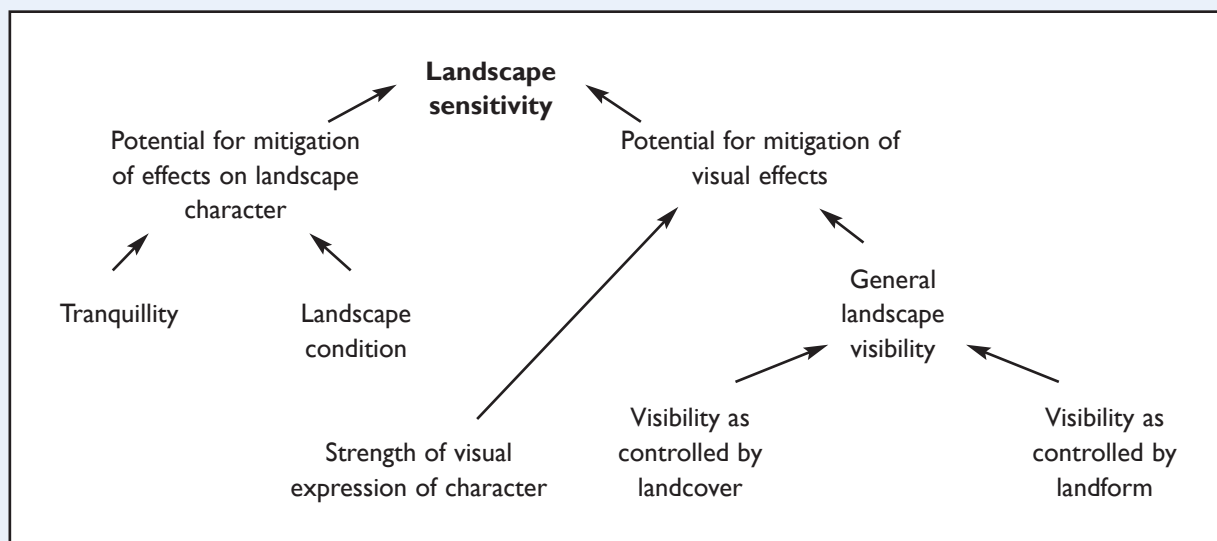 Landscape
sensitivity
Potential for mitigation
of effects on landscape
character
Potential for mitigation of
visual effects
Tranquillity
Landscape
condition
General
landscape
visibility
Strength of visual
expression of character
Visibility as
controlled by
landcover
Visibility as
controlled by
landform